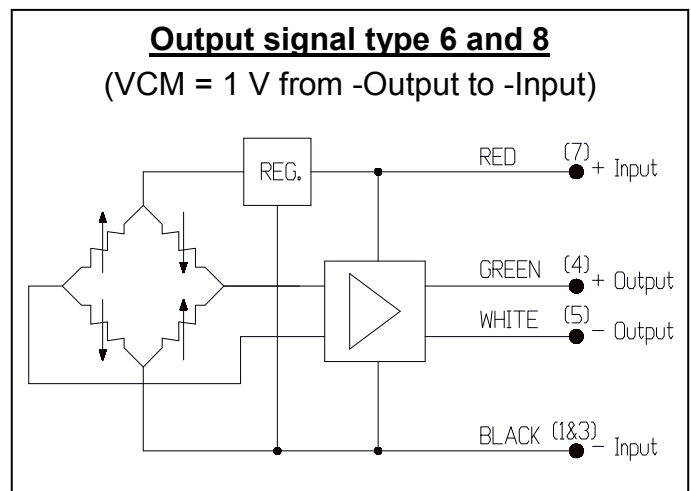 Output signal type 6 and 8
(VCM = 1 V from -Output to -Input)
REG.
RED (7) + Input
GREEN (4) + Output
WHITE (5) - Output
BLACK (1&3) - Input